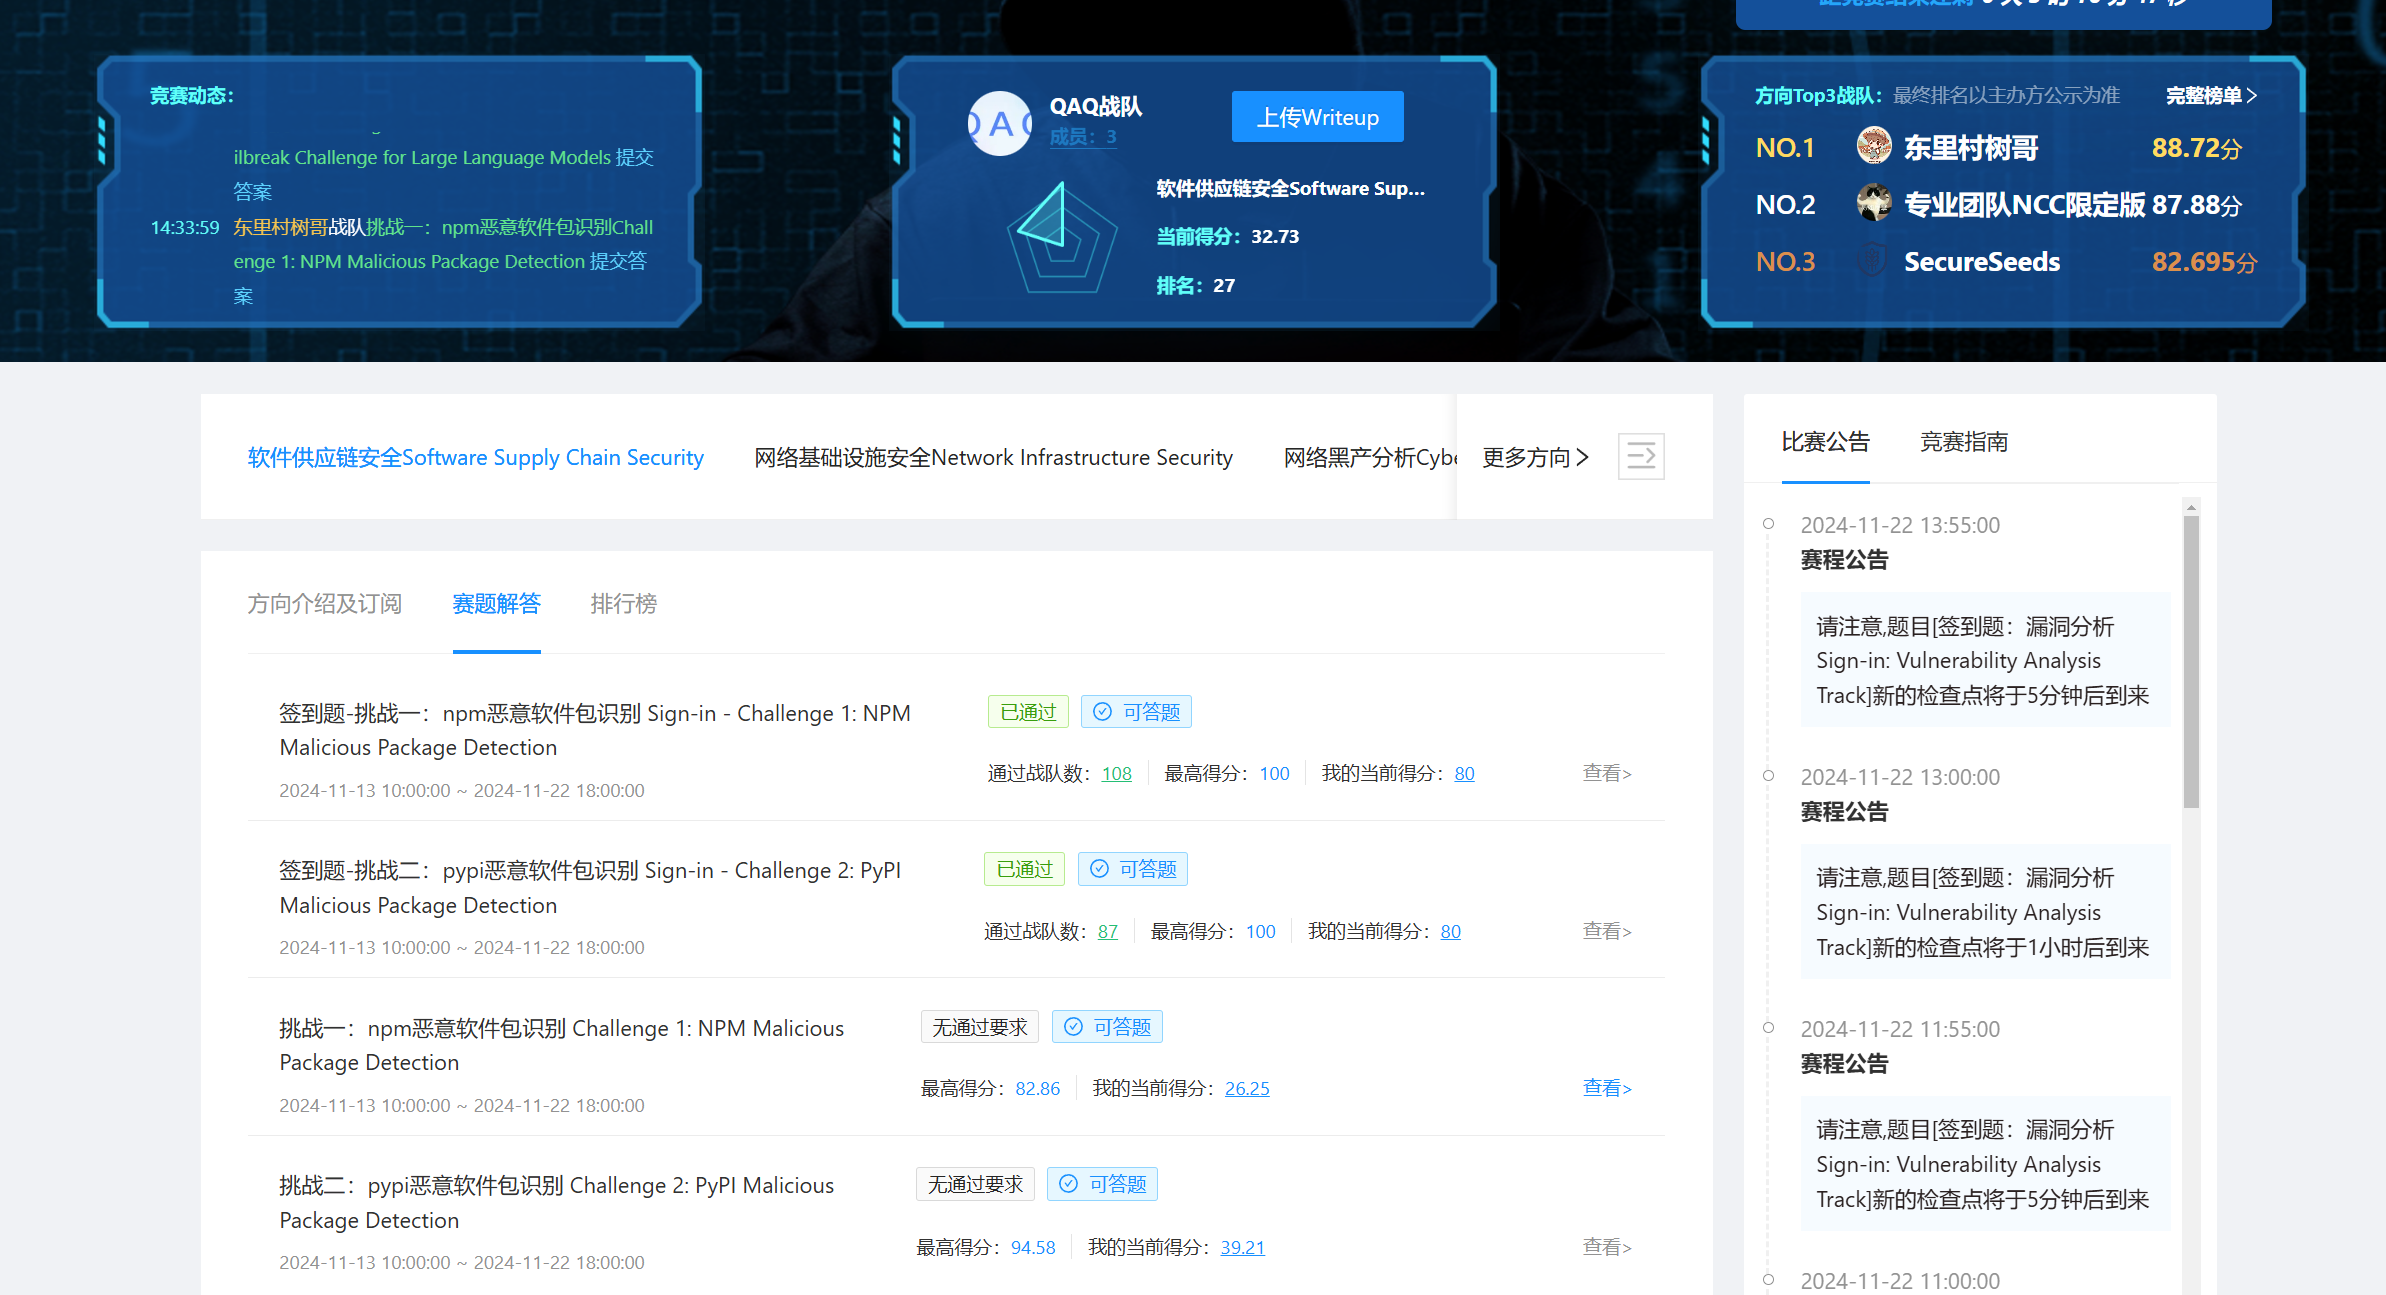 竞赛动态：
ilbreak Challenge for Large Language Models 提交
答案
14:33:59 东里村树哥战队挑战一：npm恶意软件包识别Chall
enge 1: NPM Malicious Package Detection 提交答
案
QAQ
QAQ战队
成员：3
上传Writeup
软件供应链安全Software Sup...
当前得分：32.73
排名：27
方向Top3战队：最终排名以主办方公示为准 完整榜单>
NO.1 东里村树哥 88.72分
NO.2 专业团队NCC限定版 87.88分
NO.3 SecureSeeds 82.695分
软件供应链安全Software Supply Chain Security 网络基础设施安全Network Infrastructure Security 网络黑产分析Cybe 更多方向>
方向介绍及订阅 赛题解答 排行榜
签到题-挑战一：npm恶意软件包识别 Sign-in - Challenge 1: NPM
Malicious Package Detection
2024-11-13 10:00:00 ~ 2024-11-22 18:00:00
已通过 可答题
通过战队数：108 最高得分：100 我的当前得分：80 查看>
签到题-挑战二：pypi恶意软件包识别 Sign-in - Challenge 2: PyPI
Malicious Package Detection
2024-11-13 10:00:00 ~ 2024-11-22 18:00:00
已通过 可答题
通过战队数：87 最高得分：100 我的当前得分：80 查看>
挑战一：npm恶意软件包识别 Challenge 1: NPM Malicious
Package Detection
2024-11-13 10:00:00 ~ 2024-11-22 18:00:00
无通过要求 可答题
最高得分：82.86 我的当前得分：26.25 查看>
挑战二：pypi恶意软件包识别 Challenge 2: PyPI Malicious
Package Detection
2024-11-13 10:00:00 ~ 2024-11-22 18:00:00
无通过要求 可答题
最高得分：94.58 我的当前得分：39.21 查看>
比赛公告 竞赛指南
2024-11-22 13:55:00
赛程公告
请注意,题目[签到题：漏洞分析
Sign-in: Vulnerability Analysis
Track]新的检查点将于5分钟后到来
2024-11-22 13:00:00
赛程公告
请注意,题目[签到题：漏洞分析
Sign-in: Vulnerability Analysis
Track]新的检查点将于1小时后到来
2024-11-22 11:55:00
赛程公告
请注意,题目[签到题：漏洞分析
Sign-in: Vulnerability Analysis
Track]新的检查点将于5分钟后到来
2024-11-22 11:00:00